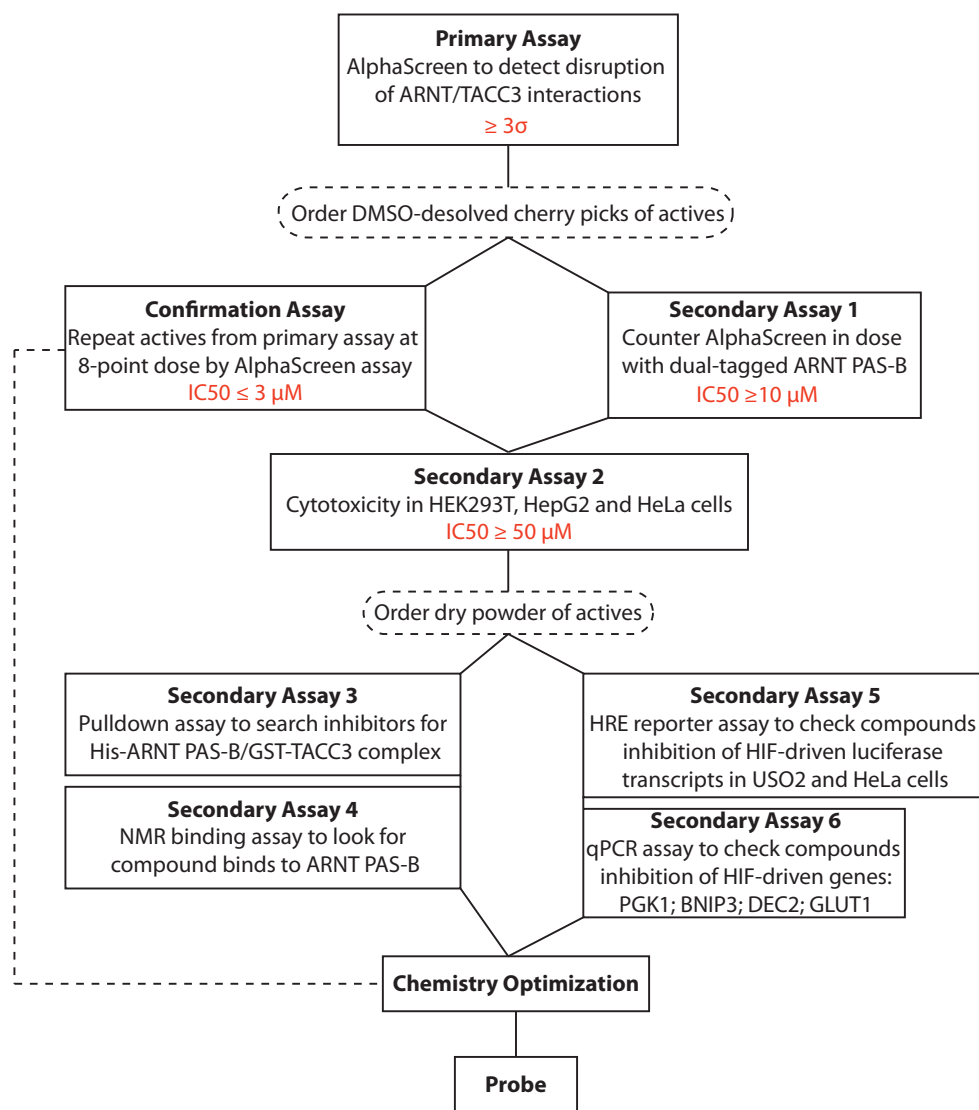 Primary Assay
AlphaScreen to detect disruption
of ARNT/TACC3 interactions
≥ 3σ
Order DMSO-desolved cherry picks of actives
Confirmation Assay
Repeat actives from primary assay at
8-point dose by AlphaScreen assay
IC50 ≤ 3 μM
Secondary Assay 1
Counter AlphaScreen in dose
with dual-tagged ARNT PAS-B
IC50 ≥10 μM
Secondary Assay 2
Cytotoxicity in HEK293T, HepG2 and HeLa cells
IC50 ≥ 50 μM
Order dry powder of actives
Secondary Assay 3
Pulldown assay to search inhibitors for
His-ARNT PAS-B/GST-TACC3 complex
Secondary Assay 4
NMR binding assay to look for
compound binds to ARNT PAS-B
Secondary Assay 5
HRE reporter assay to check compounds
inhibition of HIF-driven luciferase
transcripts in USO2 and HeLa cells
Secondary Assay 6
qPCR assay to check compounds
inhibition of HIF-driven genes:
PGK1; BNIP3; DEC2; GLUT1
Chemistry Optimization
Probe